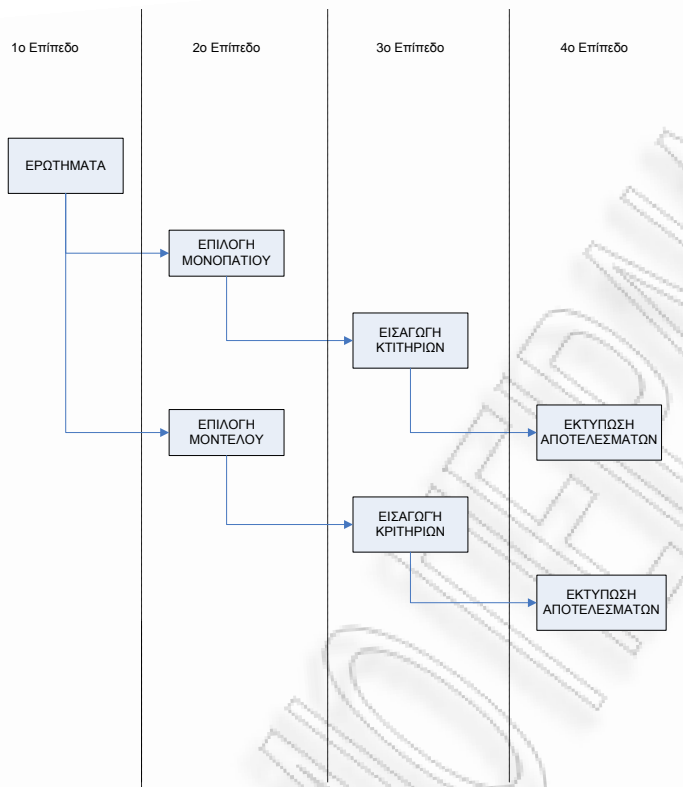 1ο Επίπεδο
2ο Επίπεδο
3ο Επίπεδο
4ο Επίπεδο
ΕΡΩΤΗΜΑΤΑ
ΕΠΙΛΟΓΗ
ΜΟΝΟΠΑΤΙΟΥ
ΕΙΣΑΓΩΓΗ
ΚΤΙΤΗΡΙΩΝ
ΕΠΙΛΟΓΗ
ΜΟΝΤΕΛΟΥ
ΕΚΤΥΠΩΣΗ
ΑΠΟΤΕΛΕΣΜΑΤΩΝ
ΕΙΣΑΓΩΓΉ
ΚΡΙΤΗΡΙΩΝ
ΕΚΤΥΠΩΣΗ
ΑΠΟΤΕΛΕΣΜΑΤΩΝ